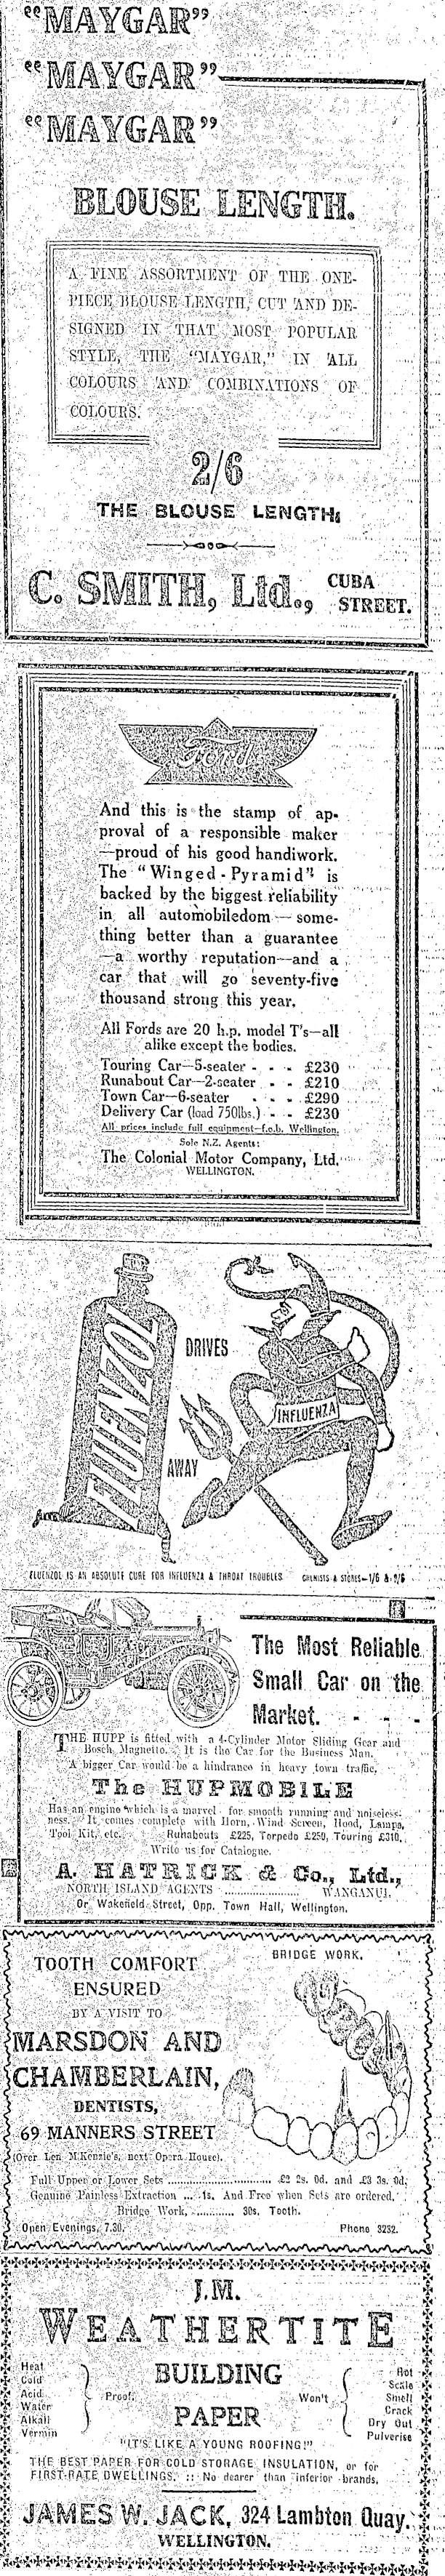 "MAYGAR"
"MAYGAR"
"MAYGAR"
BLOUSE LENGTH.
A FINE ASSORTMENT OF THE ONE-
PIECE BLOUSE LENGTH, CUT AND DE-
SIGNED IN THAT MOST POPULAR
STYLE, THE "MAYGAR," IN ALL
COLOURS AND COMBINATIONS OF
COLOURS.
2/6
THE BLOUSE LENGTH;
C. SMITH, Ltd., CUBA
STREET.
Ford
And this is the stamp of ap-
proval of a responsible maker
—proud of his good handiwork.
The "Winged-Pyramid" is
backed by the biggest reliability
in all automobiledom—some-
thing better than a guarantee
—a worthy reputation—and a
car that will go seventy-five
thousand strong this year.
All Fords are 20 h.p. model T's—all
alike except the bodies.
Touring Car—5-seater - - - £230
Runabout Car—2-seater - - £210
Town Car—6-seater - - - £290
Delivery Car (load 750lbs.) - - £230
All prices include full equipment—f.o.b. Wellington.
Sole N.Z. Agents:
The Colonial Motor Company, Ltd.
WELLINGTON.
FLUENZOL
DRIVES
INFLUENZA
AWAY
FLUENZOL IS AN ABSOLUTE CURE FOR INFLUENZA & THROAT TROUBLES CHEMISTS & STORES—1/6 & 2/6
The Most Reliable
Small Car on the
Market. - - -
THE HUPP is fitted with a 4-Cylinder Motor Sliding Gear and
Bosch Magneto. It is the Car for the Business Man.
A bigger Car would be a hindrance in heavy town traffic.
The HUPMOBILE
Has an engine which is a marvel for smooth running and noiseless-
ness. It comes complete with Horn, Wind Screen, Hood, Lamps,
Tool Kit, etc. Runabouts £225, Torpedo £250, Touring £310.
Write us for Catalogue.
A. HATRICK & Co., Ltd.,
NORTH ISLAND AGENTS ........ WANGANUI.
Or Wakefield Street, Opp. Town Hall, Wellington.
BRIDGE WORK.
TOOTH COMFORT
ENSURED
BY A VISIT TO
MARSDON AND
CHAMBERLAIN,
DENTISTS,
69 MANNERS STREET
(Over Len McKenzie's, next Opera House).
Full Upper or Lower Sets ........ £2 2s. 0d. and £3 3s. 0d.
Genuine Painless Extraction ... 1s. And Free when Sets are ordered.
Bridge Work, ........ 30s. Tooth.
Open Evenings, 7.30. Phone 3232.
J.M.
WEATHERTITE
BUILDING
PAPER
Heat
Cold
Acid
Water
Alkali
Vermin
Proof.
Won't
Rot
Scale
Smell
Crack
Dry Out
Pulverise
"IT'S LIKE A YOUNG ROOFING!"
THE BEST PAPER FOR COLD STORAGE INSULATION, or for
FIRST-RATE DWELLINGS. :: No dearer than inferior brands.
JAMES W. JACK, 324 Lambton Quay.
WELLINGTON.